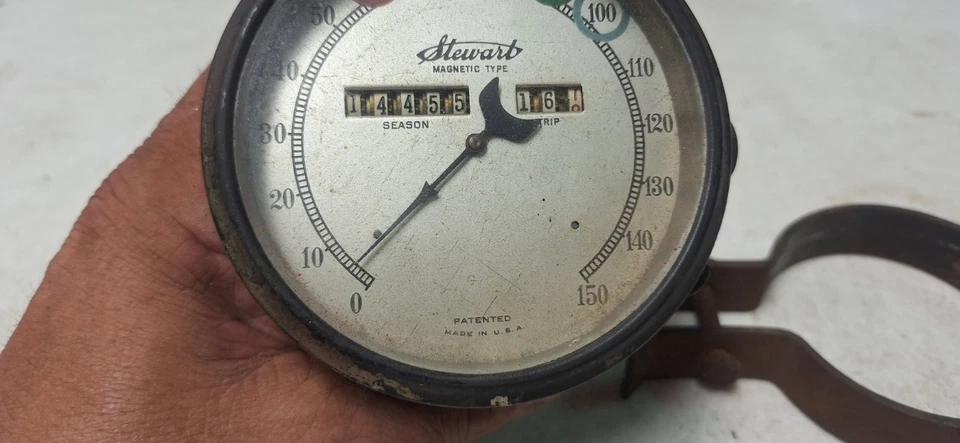 50
100
Stewart
MAGNETIC TYPE
40
110
14455
16
SEASON
TRIP
30
120
20
130
10
140
0
150
PATENTED
MADE IN U.S.A.